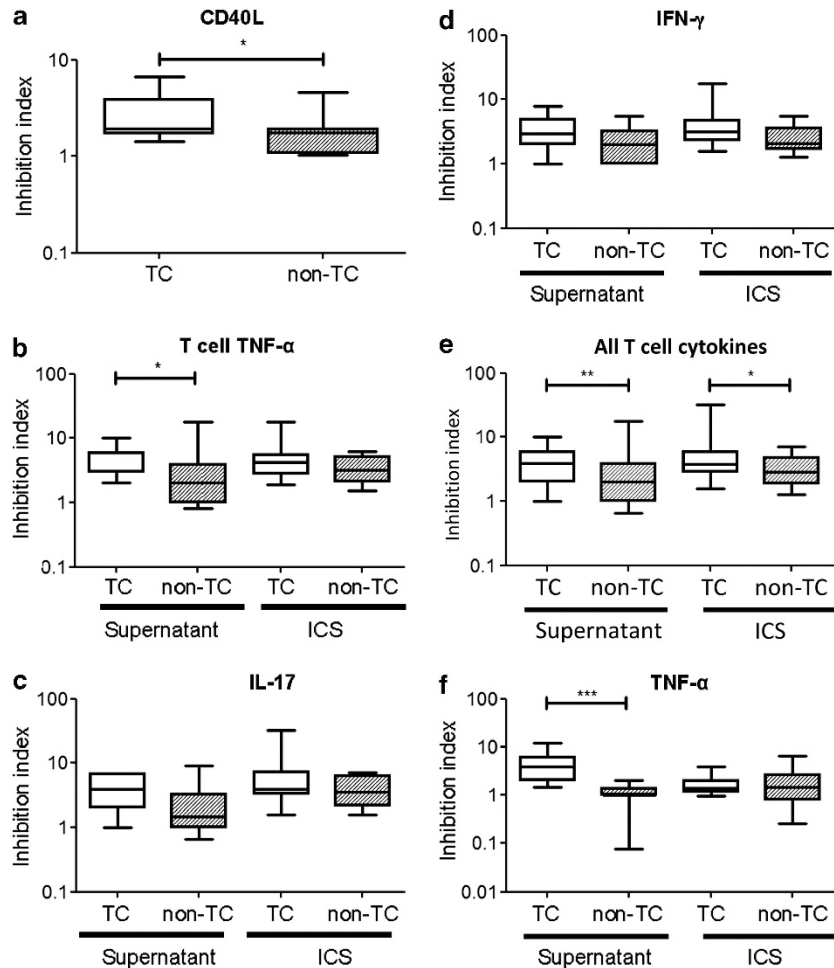 a
CD40L
*
Inhibition index
10
1
0.1
TC non-TC
b
T cell TNF-α
*
Inhibition index
100
10
1
0.1
TC non-TC TC non-TC
Supernatant ICS
c
IL-17
Inhibition index
100
10
1
0.1
TC non-TC TC non-TC
Supernatant ICS
d
IFN-γ
Inhibition index
100
10
1
0.1
TC non-TC TC non-TC
Supernatant ICS
e
All T cell cytokines
** *
Inhibition index
100
10
1
0.1
TC non-TC TC non-TC
Supernatant ICS
f
TNF-α
***
Inhibition index
100
10
1
0.1
0.01
TC non-TC TC non-TC
Supernatant ICS